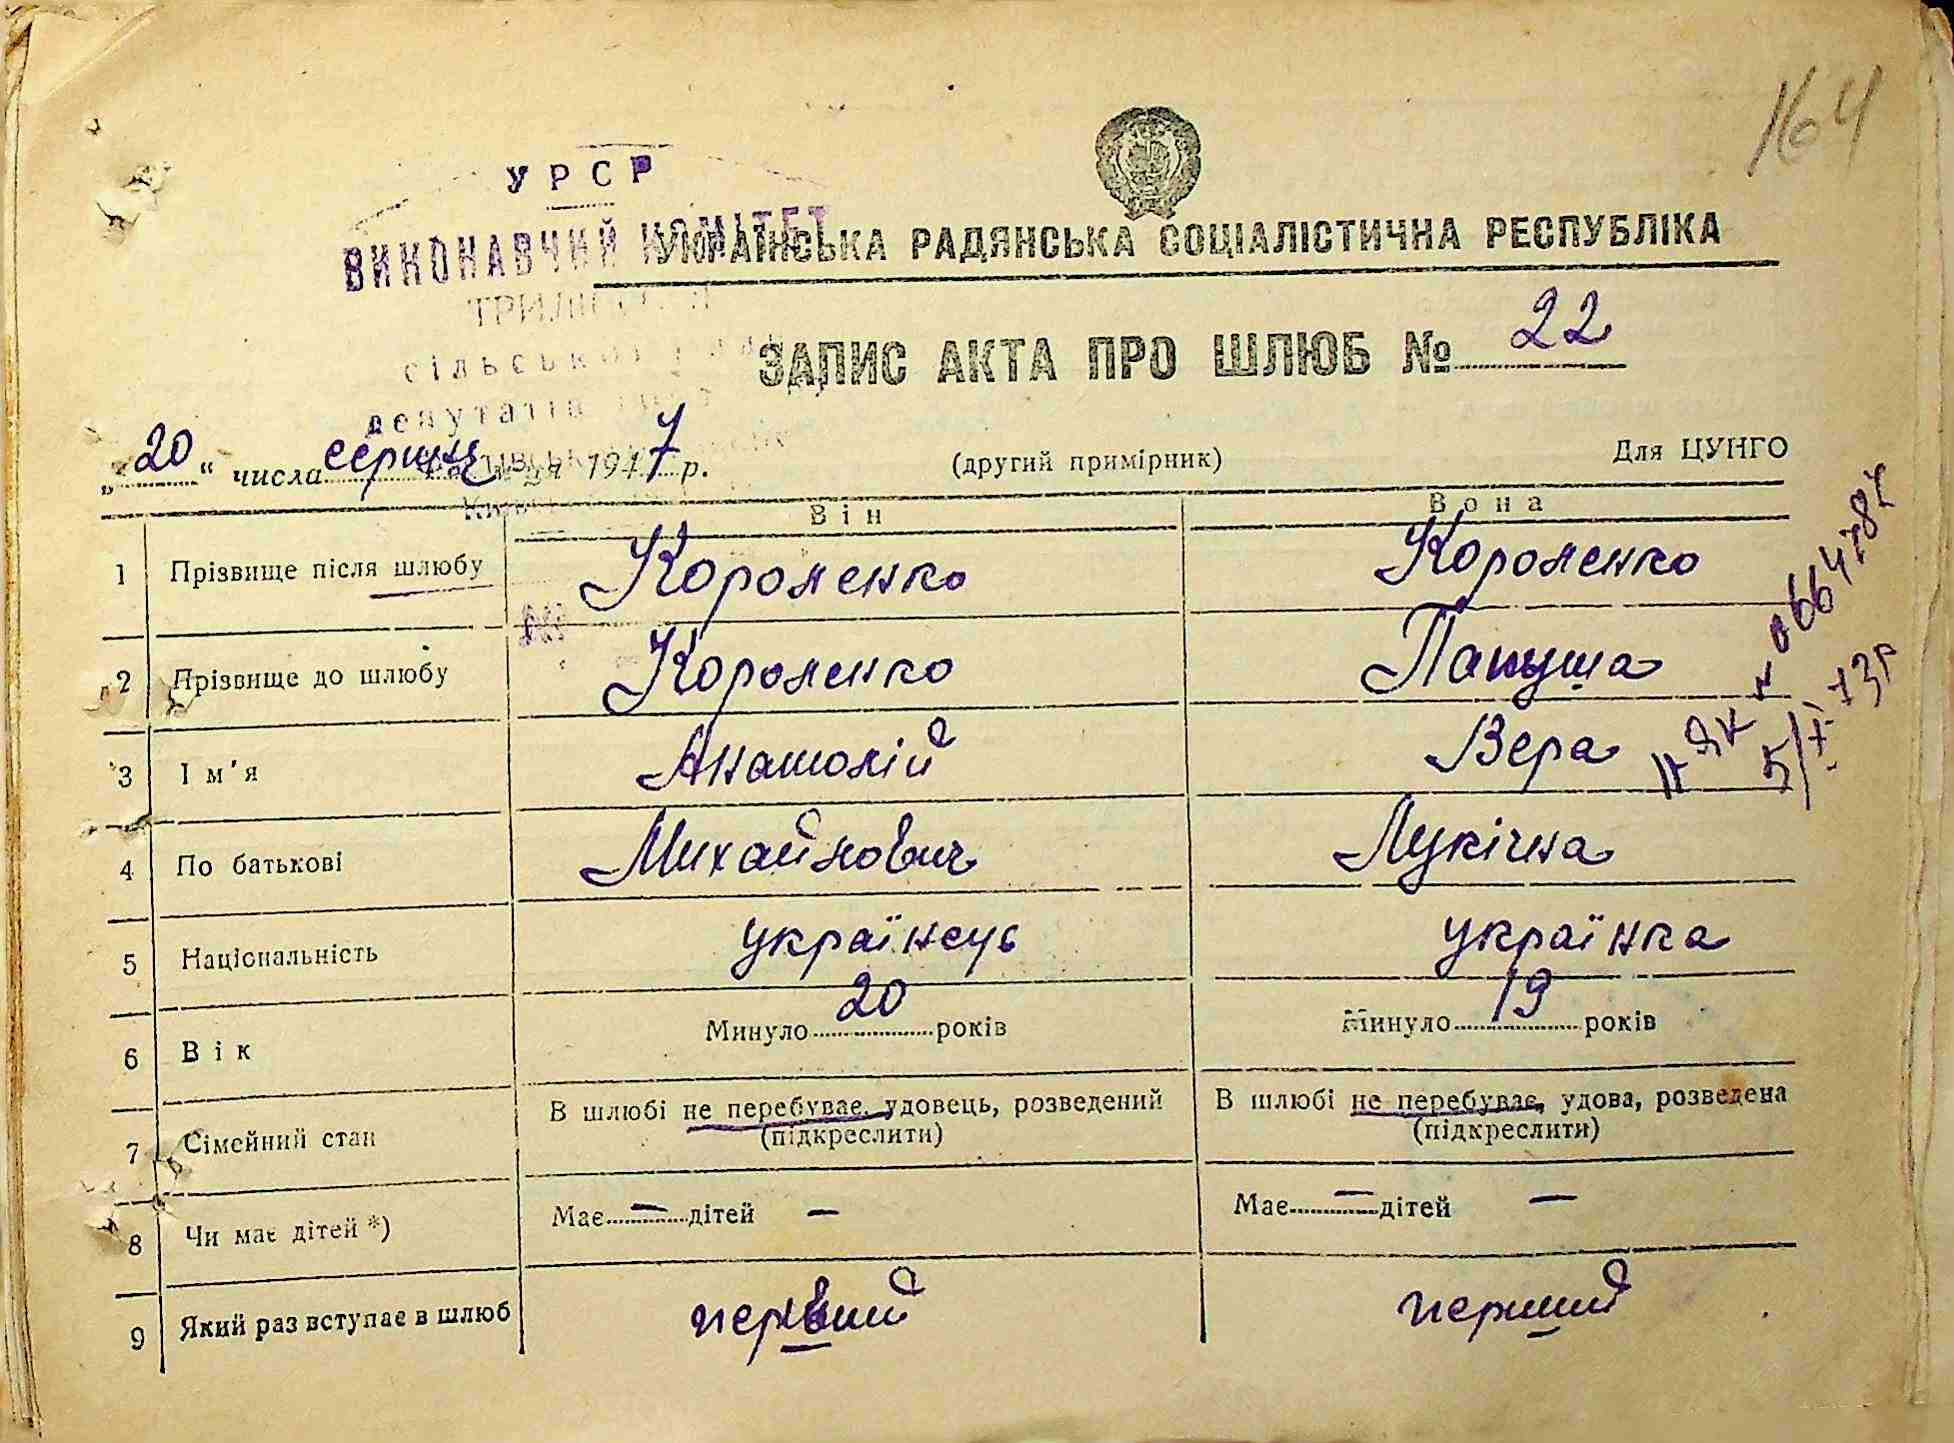 164
УРСР
ВИКОНАВЧИЙ КОМІТЕТ
УКРАЇНСЬКА РАДЯНСЬКА СОЦІАЛІСТИЧНА РЕСПУБЛІКА
сільської
депутатів
ЗАПИС АКТА ПРО ШЛЮБ № 22
„20“ числа серпня м-ця 1947 р. (другий примірник) Для ЦУНГО
Він Вона
1 Прізвище після шлюбу Короленко Короленко
2 Прізвище до шлюбу Короленко Папуша
3 Ім'я Анатолій Вера
4 По батькові Михайлович Лукічна
5 Національність українець українка
6 Вік Минуло 20 років Минуло 19 років
7 Сімейний стан В шлюбі не перебуває, удовець, розведений В шлюбі не перебуває, удова, розведена
(підкреслити) (підкреслити)
8 Чи має дітей *) Має — дітей — Має — дітей —
9 Який раз вступає в шлюб первий перший